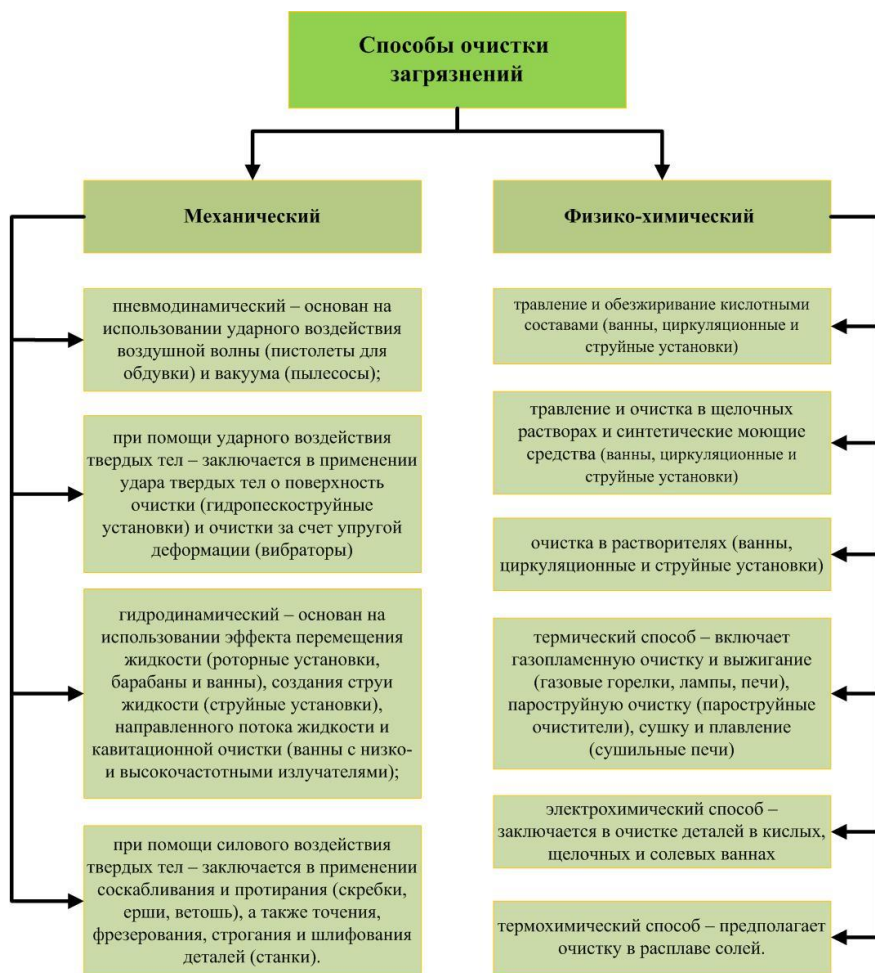 Способы очистки
загрязнений
Механический
пневмодинамический – основан на
использовании ударного воздействия
воздушной волны (пистолеты для
обдувки) и вакуума (пылесосы);
при помощи ударного воздействия
твердых тел – заключается в применении
удара твердых тел о поверхность
очистки (гидропескоструйные
установки) и очистки за счет упругой
деформации (вибраторы)
гидродинамический – основан на
использовании эффекта перемещения
жидкости (роторные установки,
барабаны и ванны), создания струи
жидкости (струйные установки),
направленного потока жидкости и
кавитационной очистки (ванны с низко-
и высокочастотными излучателями);
при помощи силового воздействия
твердых тел – заключается в применении
соскабливания и протирания (скребки,
ерши, ветошь), а также точения,
фрезерования, строгания и шлифования
деталей (станки).
Физико-химический
травление и обезжиривание кислотными
составами (ванны, циркуляционные и
струйные установки)
травление и очистка в щелочных
растворах и синтетические моющие
средства (ванны, циркуляционные и
струйные установки)
очистка в растворителях (ванны,
циркуляционные и струйные установки)
термический способ – включает
газопламенную очистку и выжигание
(газовые горелки, лампы, печи),
пароструйную очистку (пароструйные
очистители), сушку и плавление
(сушильные печи)
электрохимический способ –
заключается в очистке деталей в кислых,
щелочных и солевых ваннах
термохимический способ – предполагает
очистку в расплаве солей.